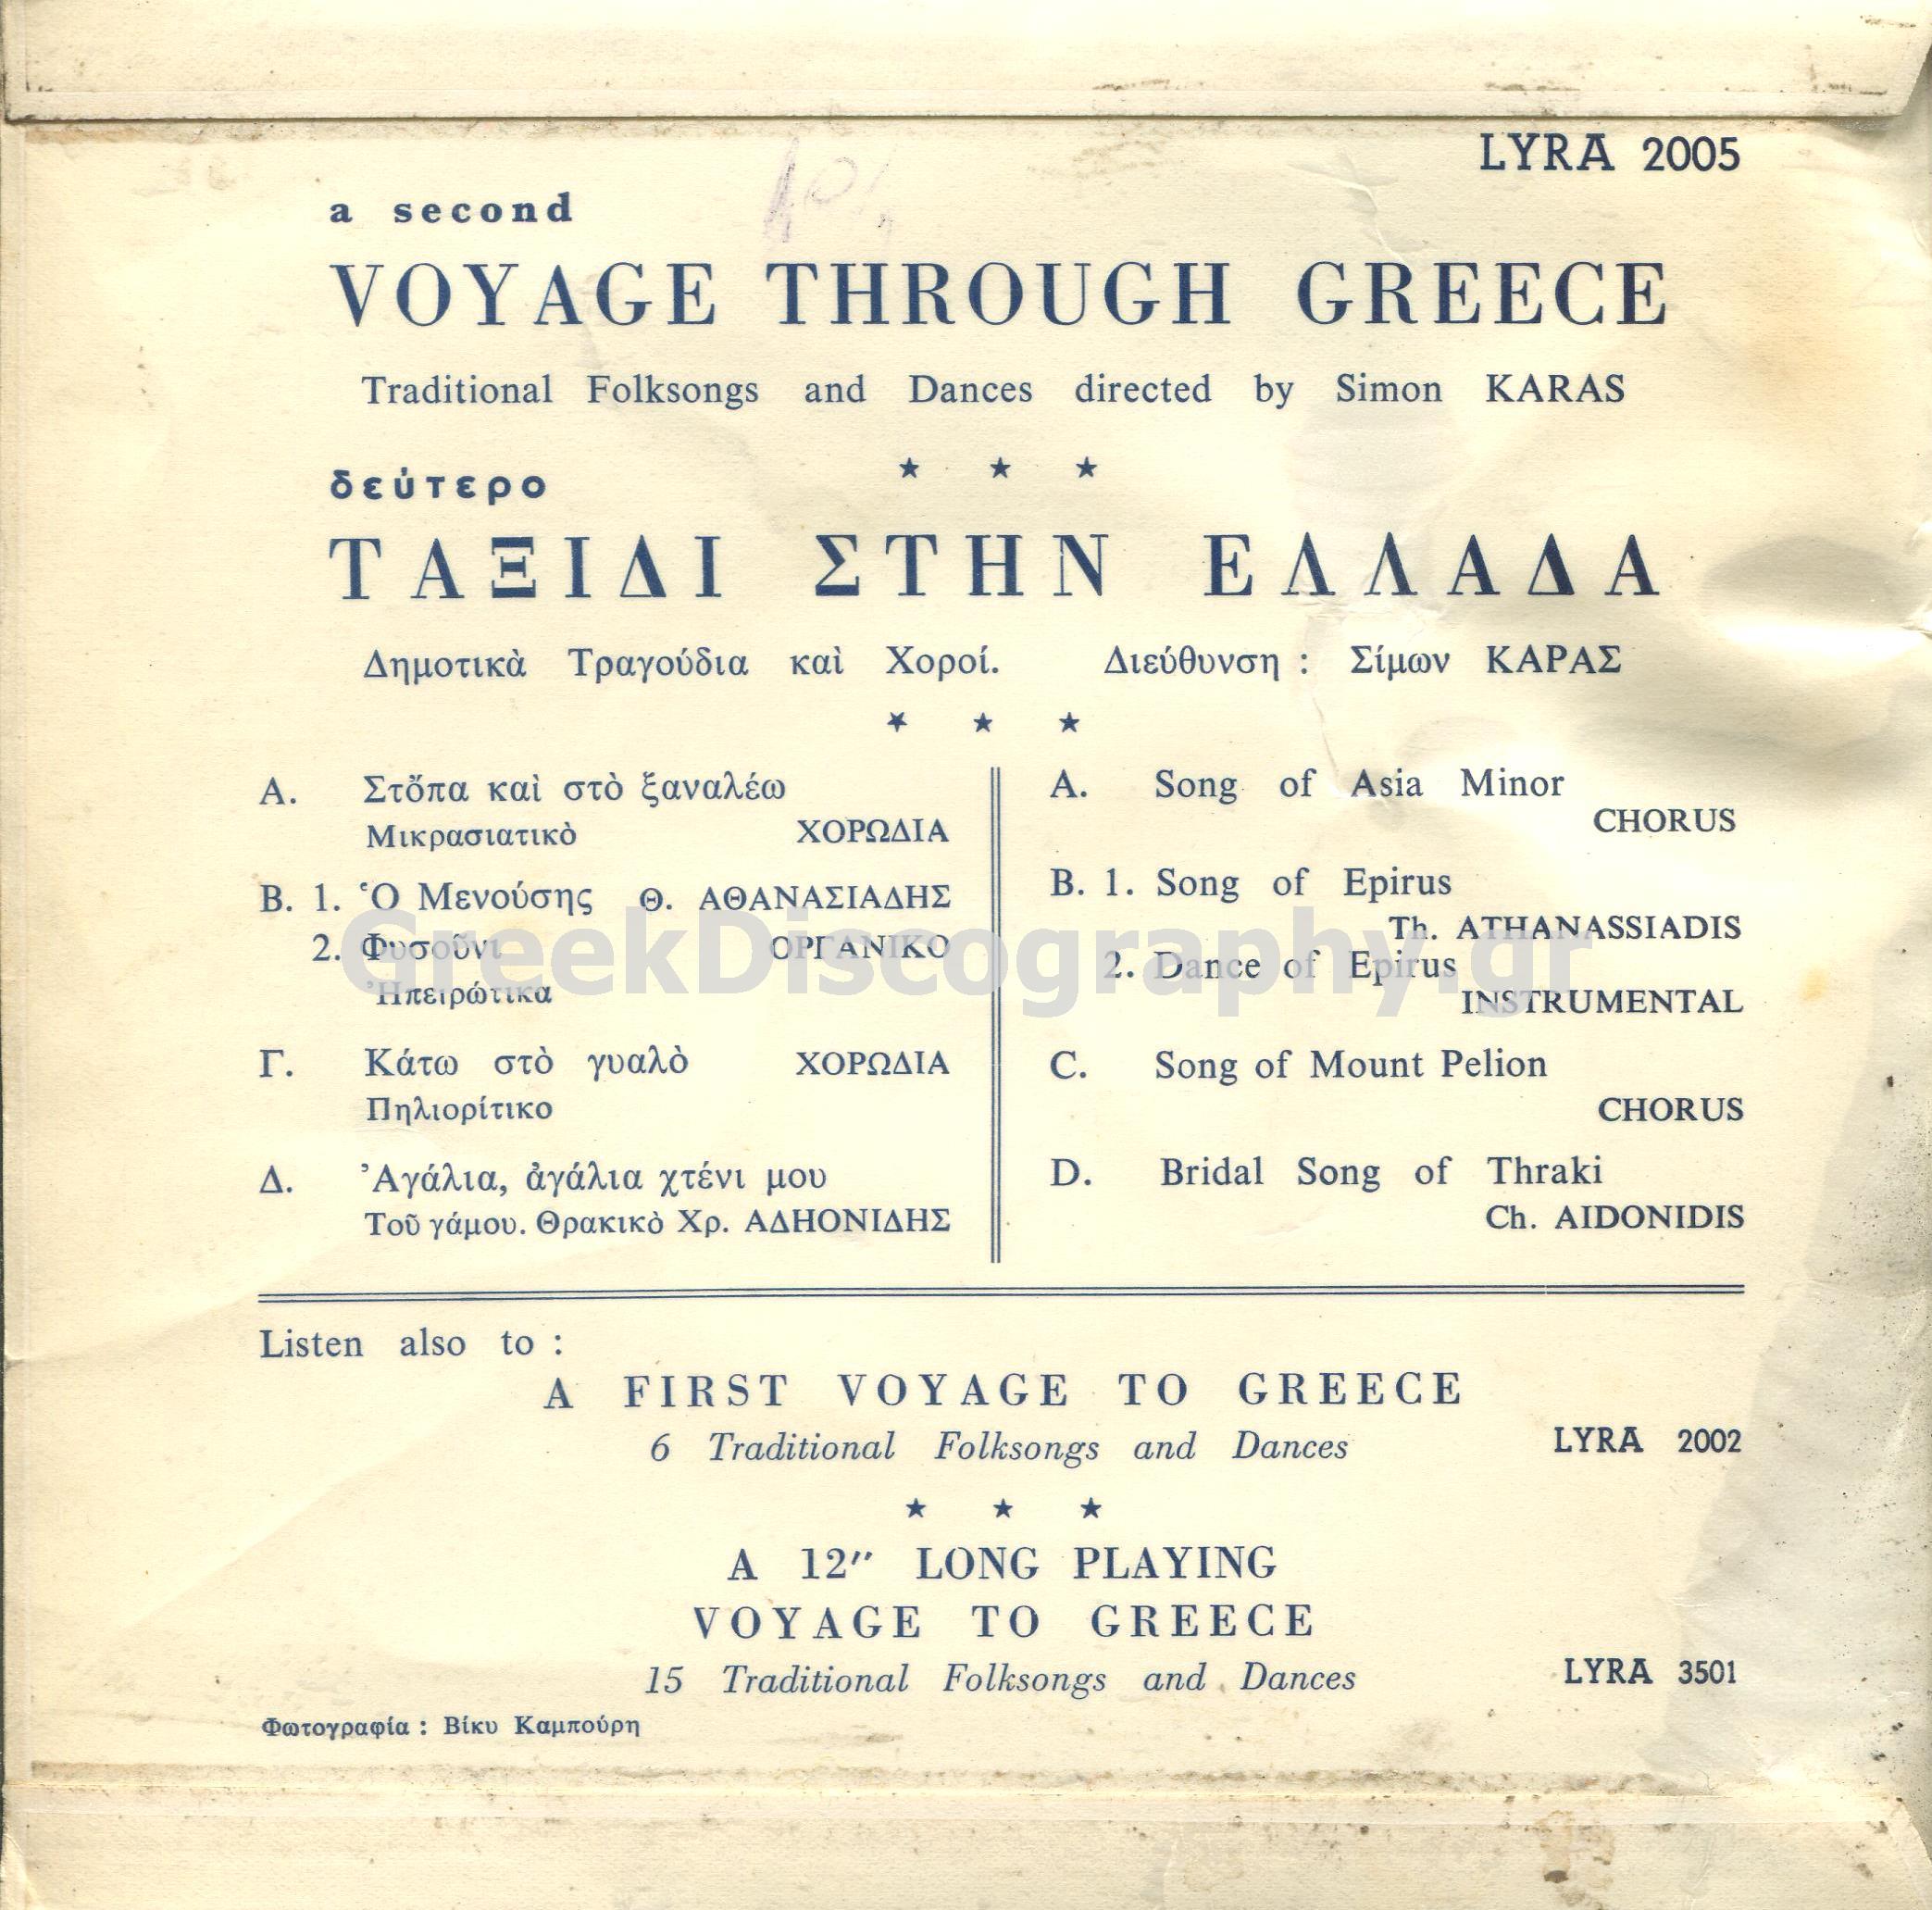 LYRA 2005
a second
VOYAGE THROUGH GREECE
Traditional Folksongs and Dances directed by Simon KARAS
δεύτερο
ΤΑΞΙΔΙ ΣΤΗΝ ΕΛΛΑΔΑ
Δημοτικὰ Τραγούδια καὶ Χοροί. Διεύθυνση : Σίμων ΚΑΡΑΣ
Α. Στὄπα καὶ στὸ ξαναλέω
Μικρασιατικὸ ΧΟΡΩΔΙΑ
Β. 1. Ὁ Μενούσης Θ. ΑΘΑΝΑΣΙΑΔΗΣ
2. Φυσοῦνι ΟΡΓΑΝΙΚΟ
Ἠπειρώτικα
Γ. Κάτω στὸ γυαλὸ ΧΟΡΩΔΙΑ
Πηλιορίτικο
Δ. Ἀγάλια, ἀγάλια χτένι μου
Τοῦ γάμου. Θρακικὸ Χρ. ΑΔΗΟΝΙΔΗΣ
A. Song of Asia Minor
CHORUS
B. 1. Song of Epirus
Th. ATHANASSIADIS
2. Dance of Epirus
INSTRUMENTAL
C. Song of Mount Pelion
CHORUS
D. Bridal Song of Thraki
Ch. AIDONIDIS
GreekDiscography.gr
Listen also to :
A FIRST VOYAGE TO GREECE
6 Traditional Folksongs and Dances LYRA 2002
A 12″ LONG PLAYING
VOYAGE TO GREECE
15 Traditional Folksongs and Dances LYRA 3501
Φωτογραφία : Βίκυ Καμπούρη